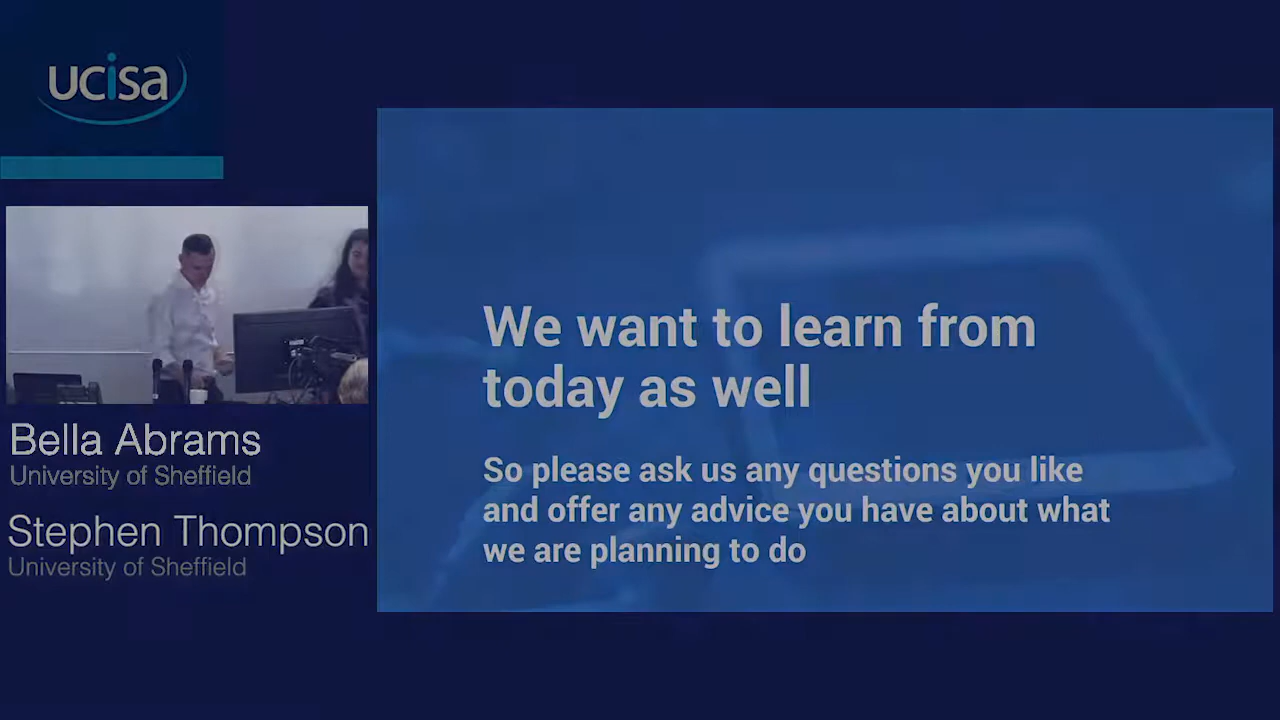 ucisa
Bella Abrams
University of Sheffield
Stephen Thompson
University of Sheffield
We want to learn from
today as well
So please ask us any questions you like
and offer any advice you have about what
we are planning to do